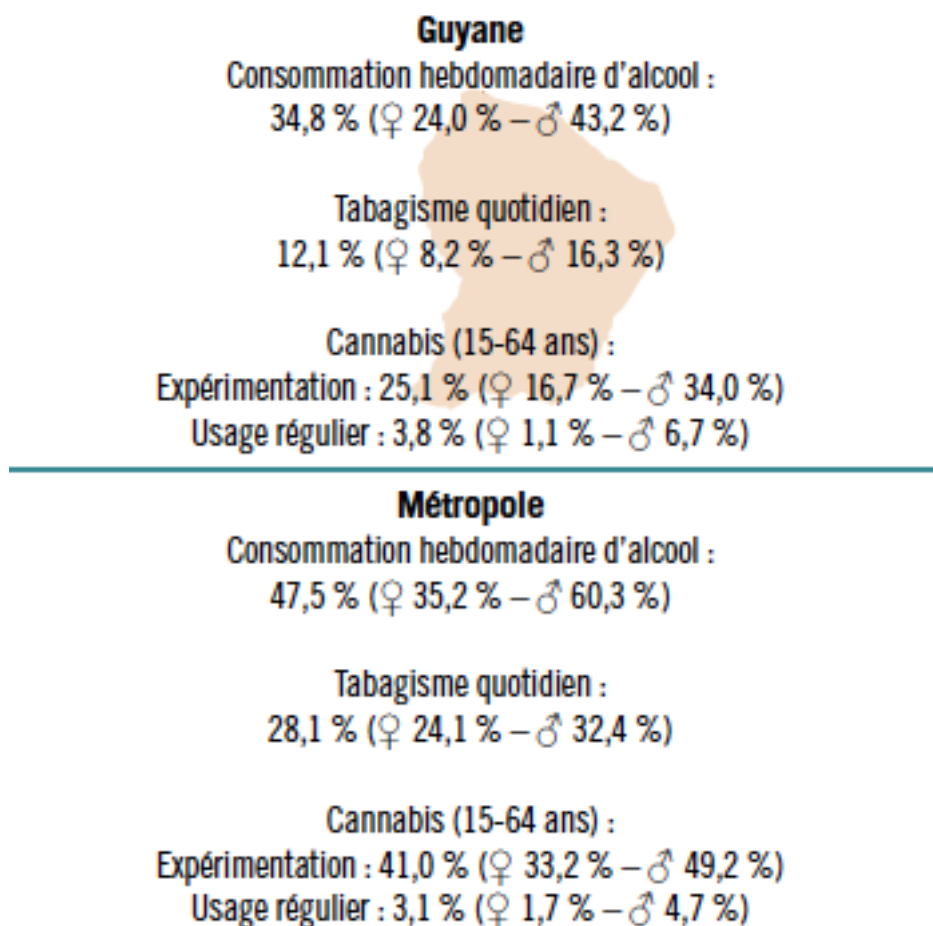 Guyane
Consommation hebdomadaire d'alcool :
34,8 % (♀ 24,0 % – ♂ 43,2 %)
Tabagisme quotidien :
12,1 % (♀ 8,2 % – ♂ 16,3 %)
Cannabis (15-64 ans) :
Expérimentation : 25,1 % (♀ 16,7 % – ♂ 34,0 %)
Usage régulier : 3,8 % (♀ 1,1 % – ♂ 6,7 %)
Métropole
Consommation hebdomadaire d'alcool :
47,5 % (♀ 35,2 % – ♂ 60,3 %)
Tabagisme quotidien :
28,1 % (♀ 24,1 % – ♂ 32,4 %)
Cannabis (15-64 ans) :
Expérimentation : 41,0 % (♀ 33,2 % – ♂ 49,2 %)
Usage régulier : 3,1 % (♀ 1,7 % – ♂ 4,7 %)